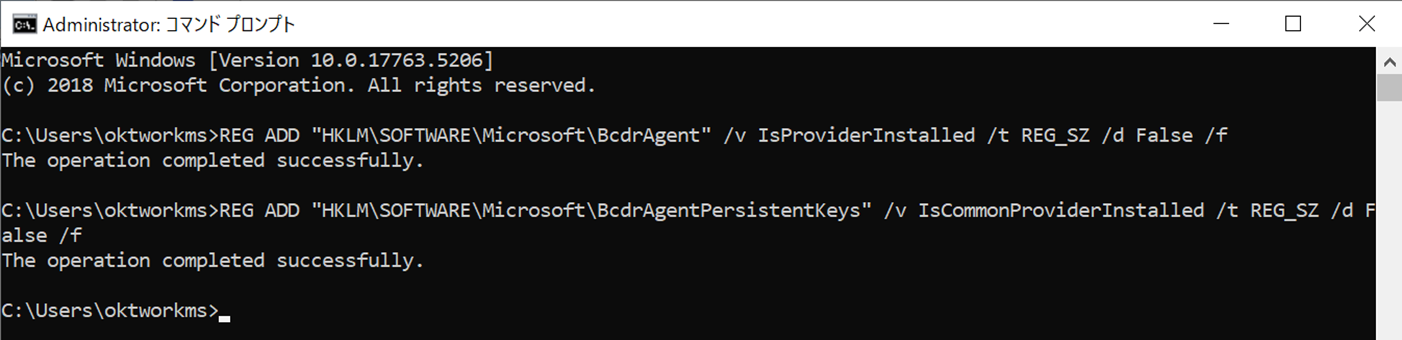 Administrator: コマンド プロンプト
Microsoft Windows [Version 10.0.17763.5206]
(c) 2018 Microsoft Corporation. All rights reserved.
C:\Users\oktworkms>REG ADD "HKLM\SOFTWARE\Microsoft\BcdrAgent" /v IsProviderInstalled /t REG_SZ /d False /f
The operation completed successfully.
C:\Users\oktworkms>REG ADD "HKLM\SOFTWARE\Microsoft\BcdrAgentPersistentKeys" /v IsCommonProviderInstalled /t REG_SZ /d F
alse /f
The operation completed successfully.
C:\Users\oktworkms>